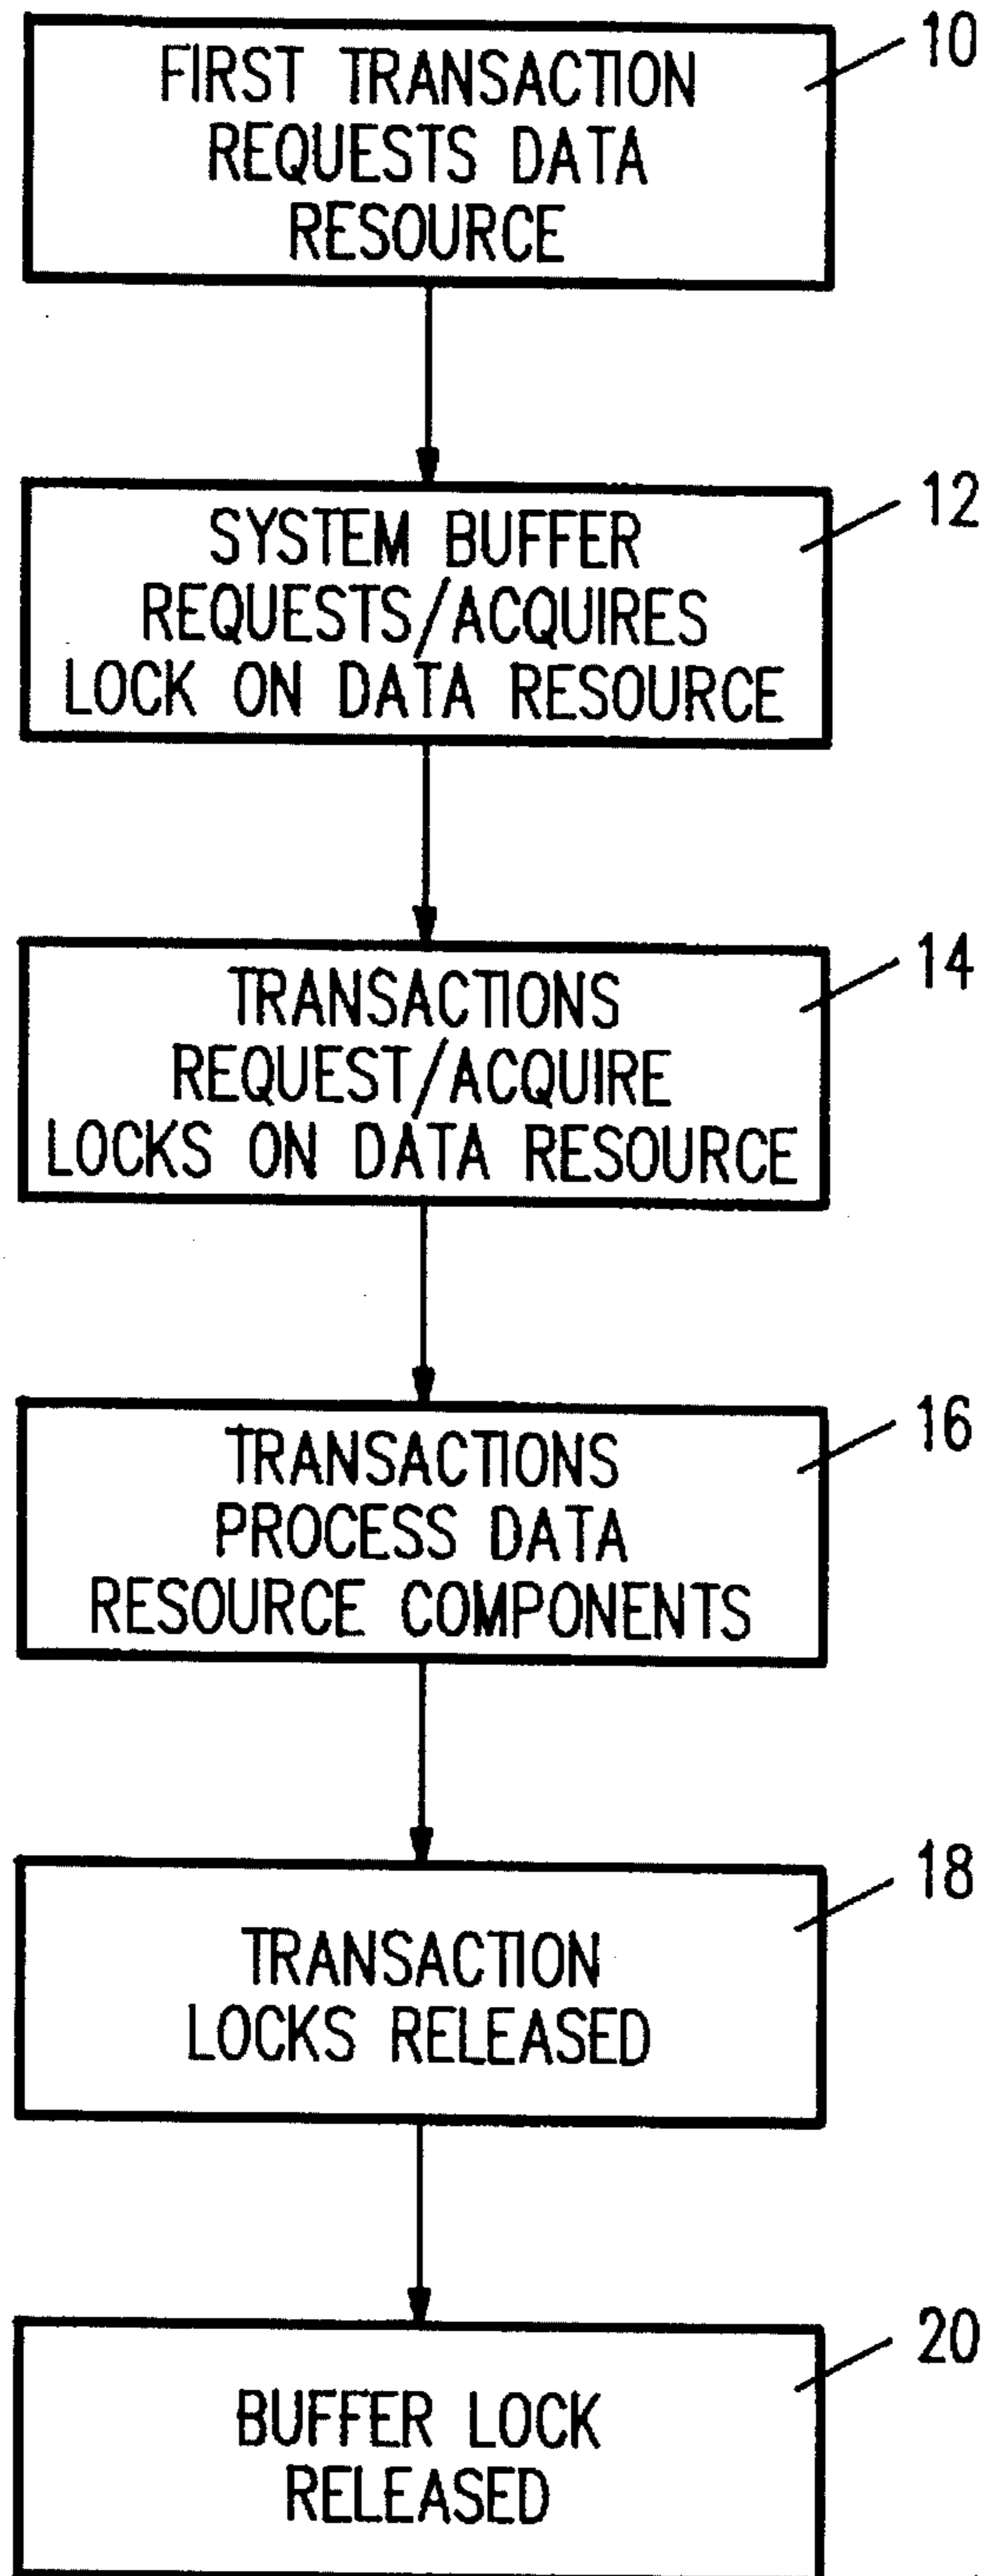 FIRST TRANSACTION
REQUESTS DATA
RESOURCE
10
SYSTEM BUFFER
REQUESTS/ACQUIRES
LOCK ON DATA RESOURCE
12
TRANSACTIONS
REQUEST/ACQUIRE
LOCKS ON DATA RESOURCE
14
TRANSACTIONS
PROCESS DATA
RESOURCE COMPONENTS
16
TRANSACTION
LOCKS RELEASED
18
BUFFER LOCK
RELEASED
20